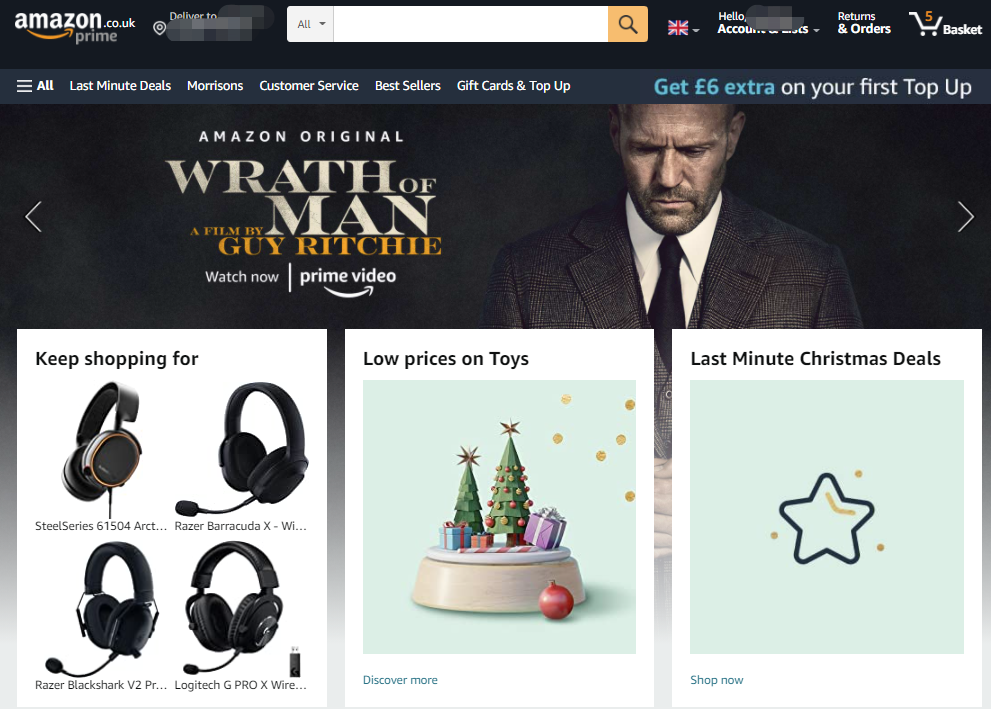 amazon.co.uk
prime
Deliver to
All
Hello,
Account & Lists
Returns
& Orders
5
Basket
All
Last Minute Deals
Morrisons
Customer Service
Best Sellers
Gift Cards & Top Up
Get £6 extra on your first Top Up
AMAZON ORIGINAL
WRATH OF
MAN
A FILM BY
GUY RITCHIE
Watch now
prime video
Keep shopping for
SteelSeries 61504 Arct...
Razer Barracuda X - Wi...
Razer Blackshark V2 Pr...
Logitech G PRO X Wire...
Low prices on Toys
Discover more
Last Minute Christmas Deals
Shop now